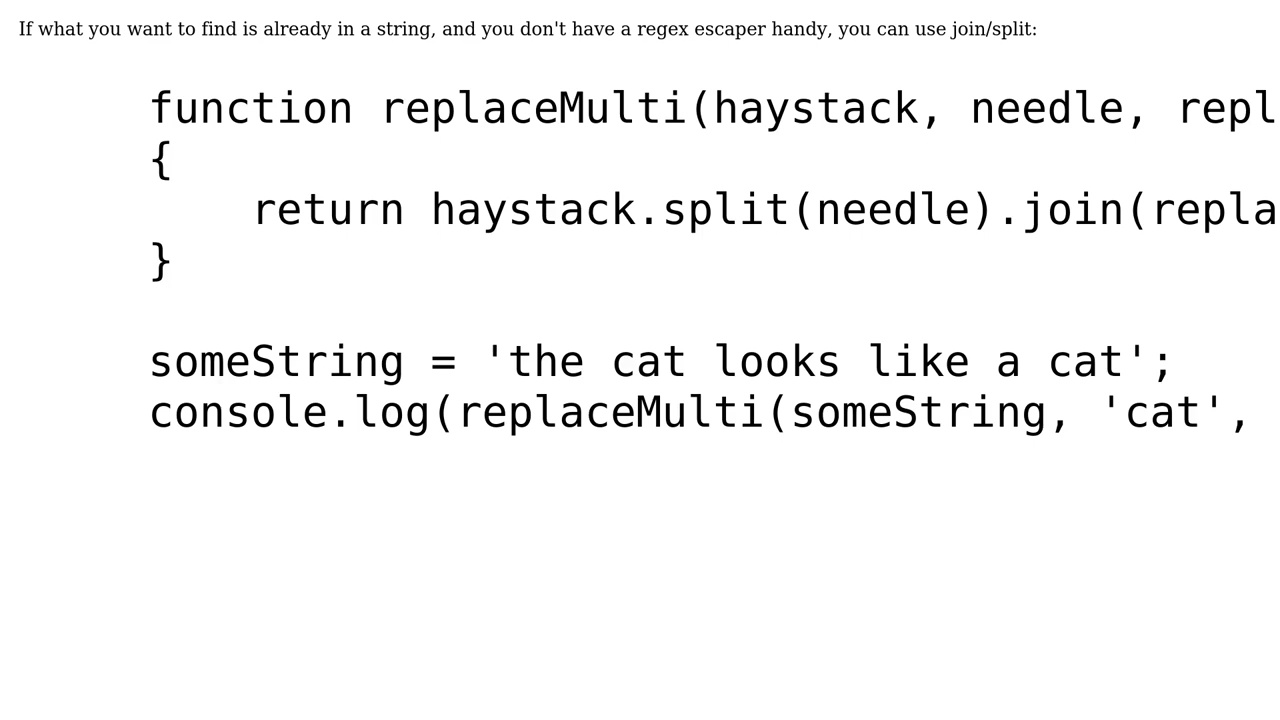 If what you want to find is already in a string, and you don't have a regex escaper handy, you can use join/split:
function replaceMulti(haystack, needle, repl
{
    return haystack.split(needle).join(repla
}
someString = 'the cat looks like a cat';
console.log(replaceMulti(someString, 'cat',